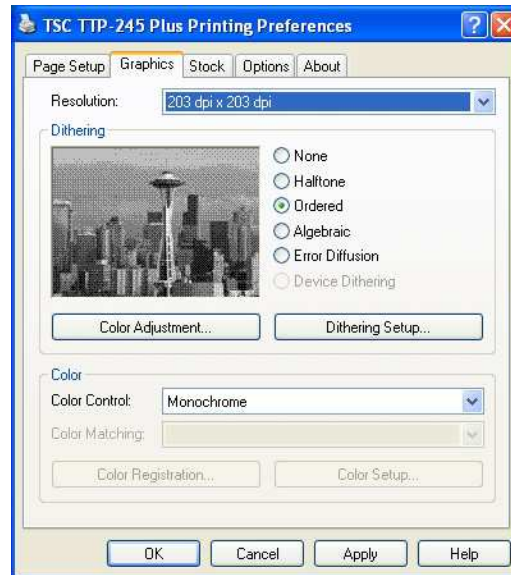 TSC TTP-245 Plus Printing Preferences
Page Setup Graphics Stock Options About
Resolution: 203 dpi x 203 dpi
Dithering
None
Halftone
Ordered
Algebraic
Error Diffusion
Device Dithering
Color Adjustment... Dithering Setup...
Color
Color Control: Monochrome
Color Matching:
Color Registration... Color Setup...
OK Cancel Apply Help